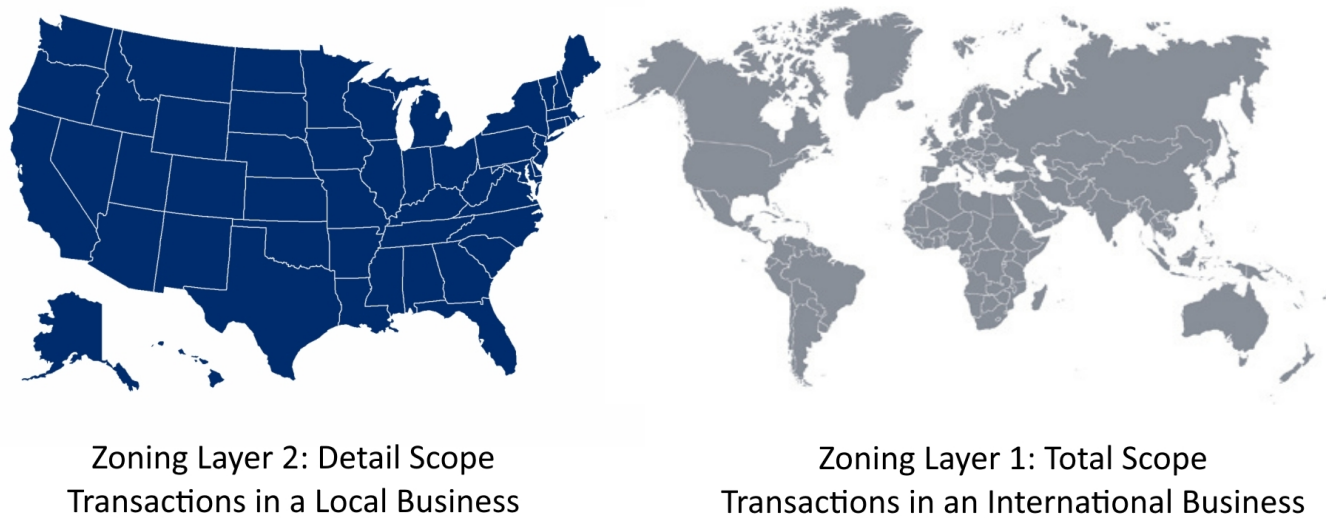 Zoning Layer 2: Detail Scope
Transactions in a Local Business
Zoning Layer 1: Total Scope
Transactions in an International Business